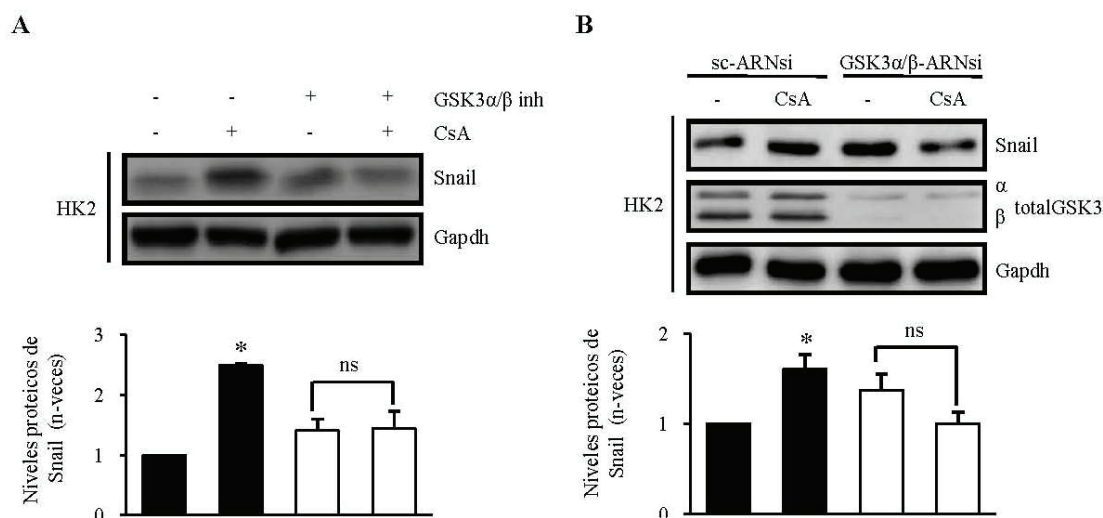 A
- - + + GSK3α/β inh
- + - + CsA
HK2
Snail
Gapdh
3
2
1
0
Niveles proteicos de
Snail (n-veces)
*
ns
B
sc-ARNsi GSK3α/β-ARNsi
- CsA - CsA
HK2
Snail
α
β
totalGSK3
Gapdh
2
1
0
Niveles proteicos de
Snail (n-veces)
*
ns